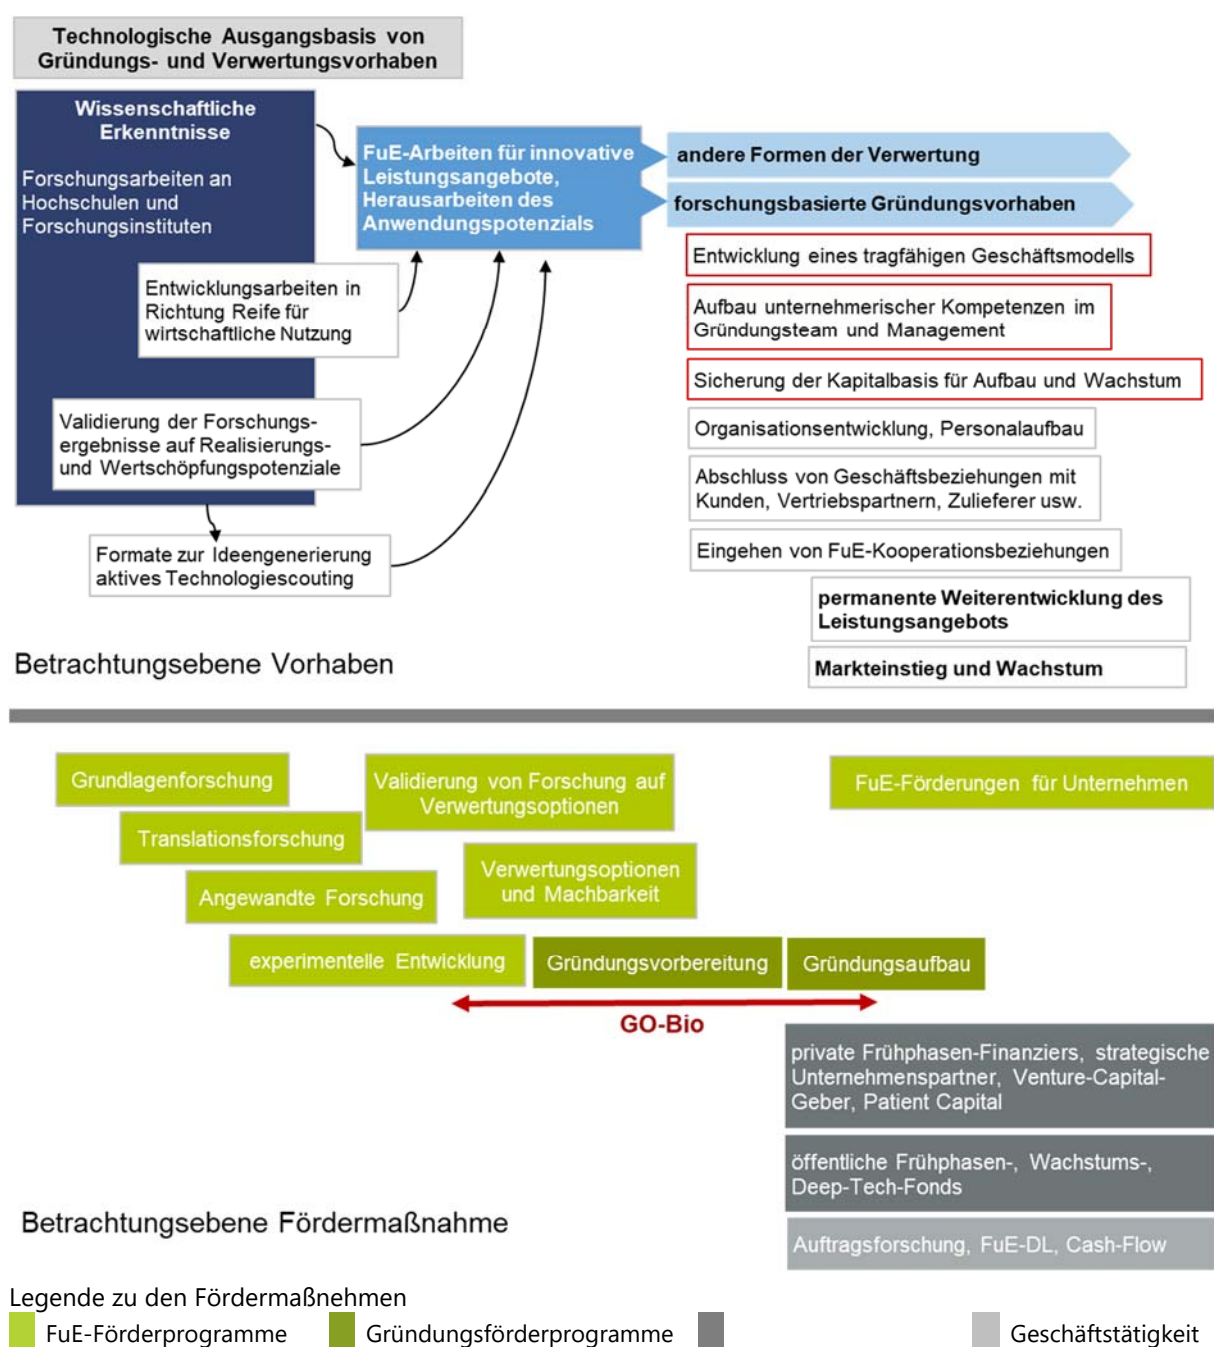 Technologische Ausgangsbasis von
Gründungs- und Verwertungsvorhaben
Wissenschaftliche
Erkenntnisse
Forschungsarbeiten an
Hochschulen und
Forschungsinstituten
FuE-Arbeiten für innovative
Leistungsangebote,
Herausarbeiten des
Anwendungspotenzials
andere Formen der Verwertung
forschungsbasierte Gründungsvorhaben
Entwicklungsarbeiten in
Richtung Reife für
wirtschaftliche Nutzung
Validierung der Forschungs-
ergebnisse auf Realisierungs-
und Wertschöpfungspotenziale
Formate zur Ideengenerierung
aktives Technologiescouting
Entwicklung eines tragfähigen Geschäftsmodells
Aufbau unternehmerischer Kompetenzen im
Gründungsteam und Management
Sicherung der Kapitalbasis für Aufbau und Wachstum
Organisationsentwicklung, Personalaufbau
Abschluss von Geschäftsbeziehungen mit
Kunden, Vertriebspartnern, Zulieferer usw.
Eingehen von FuE-Kooperationsbeziehungen
permanente Weiterentwicklung des
Leistungsangebots
Markteinstieg und Wachstum
Betrachtungsebene Vorhaben
Grundlagenforschung
Validierung von Forschung auf
Verwertungsoptionen
FuE-Förderungen für Unternehmen
Translationsforschung
Angewandte Forschung
Verwertungsoptionen
und Machbarkeit
experimentelle Entwicklung
Gründungsvorbereitung
Gründungsaufbau
GO-Bio
private Frühphasen-Finanziers, strategische
Unternehmenspartner, Venture-Capital-
Geber, Patient Capital
öffentliche Frühphasen-, Wachstums-,
Deep-Tech-Fonds
Auftragsforschung, FuE-DL, Cash-Flow
Betrachtungsebene Fördermaßnahme
Legende zu den Fördermaßnehmen
FuE-Förderprogramme
Gründungsförderprogramme
Geschäftstätigkeit